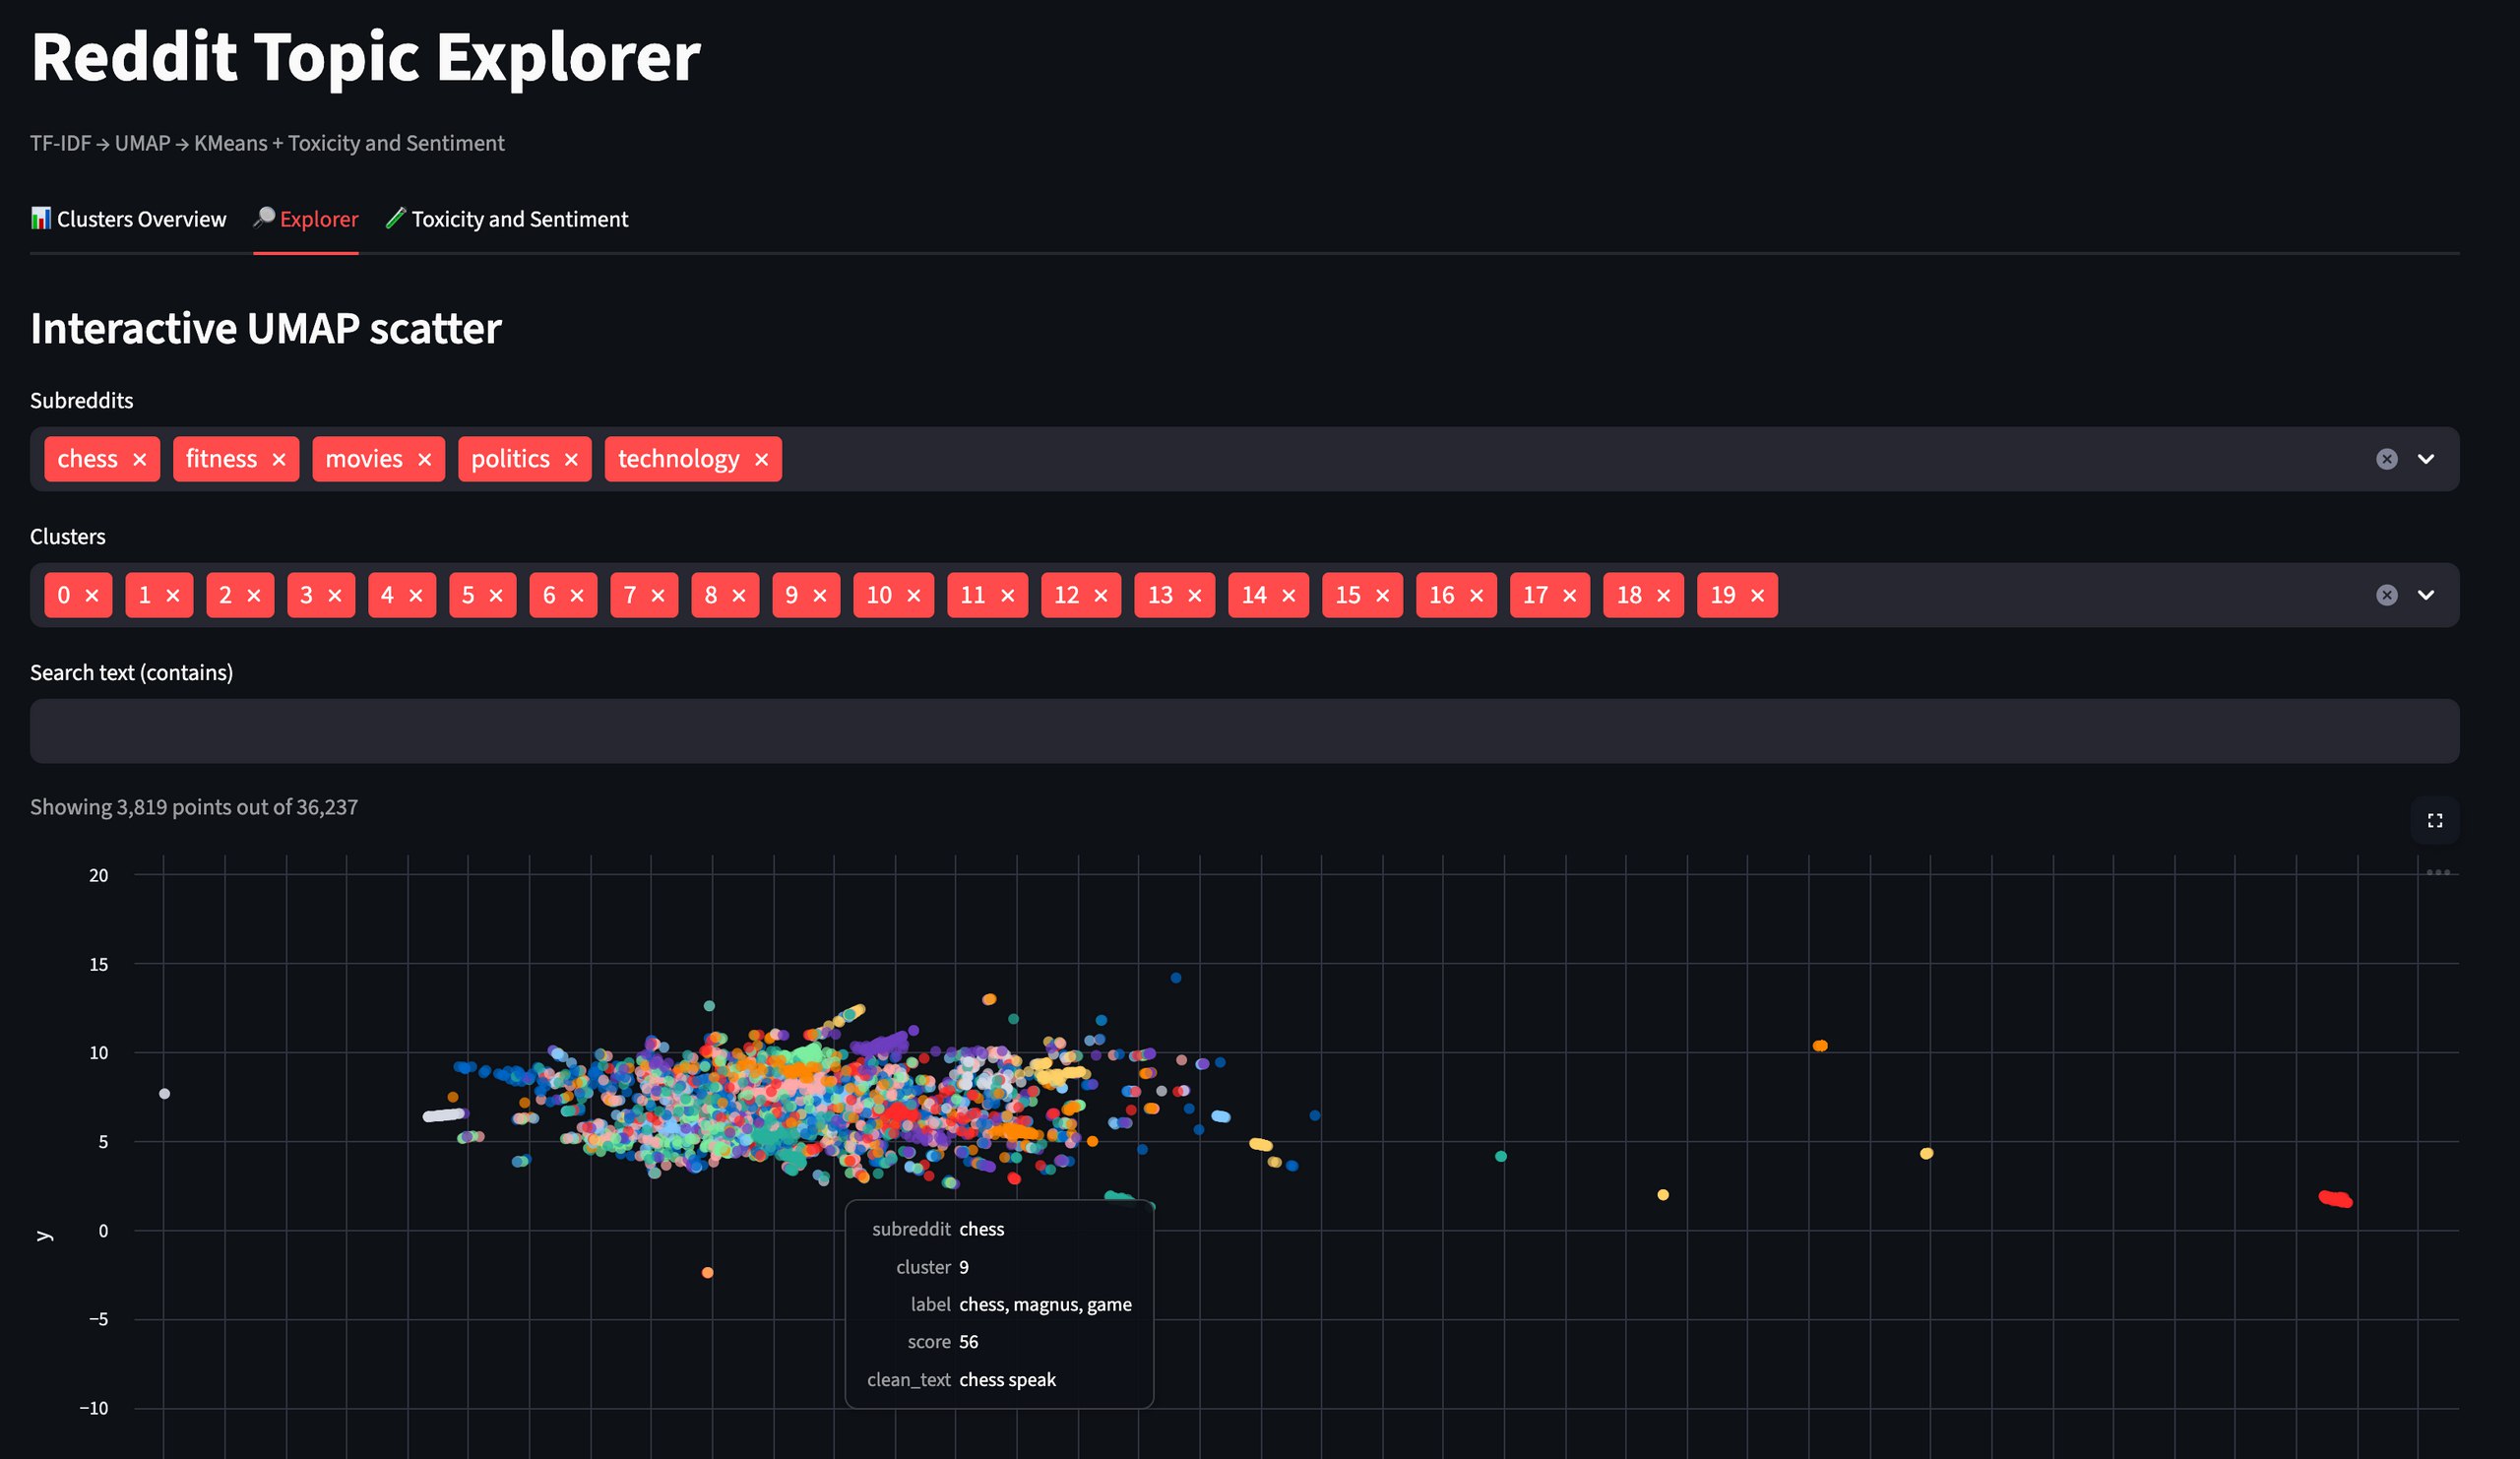 Reddit Topic Explorer
TF-IDF → UMAP → KMeans + Toxicity and Sentiment
📊 Clusters Overview 🔎 Explorer 🧪 Toxicity and Sentiment
Interactive UMAP scatter
Subreddits
chess × fitness × movies × politics × technology ×
Clusters
0 × 1 × 2 × 3 × 4 × 5 × 6 × 7 × 8 × 9 × 10 × 11 × 12 × 13 × 14 × 15 × 16 × 17 × 18 × 19 ×
Search text (contains)
Showing 3,819 points out of 36,237
20
15
10
5
0
−5
−10
y
subreddit chess
cluster 9
label chess, magnus, game
score 56
clean_text chess speak